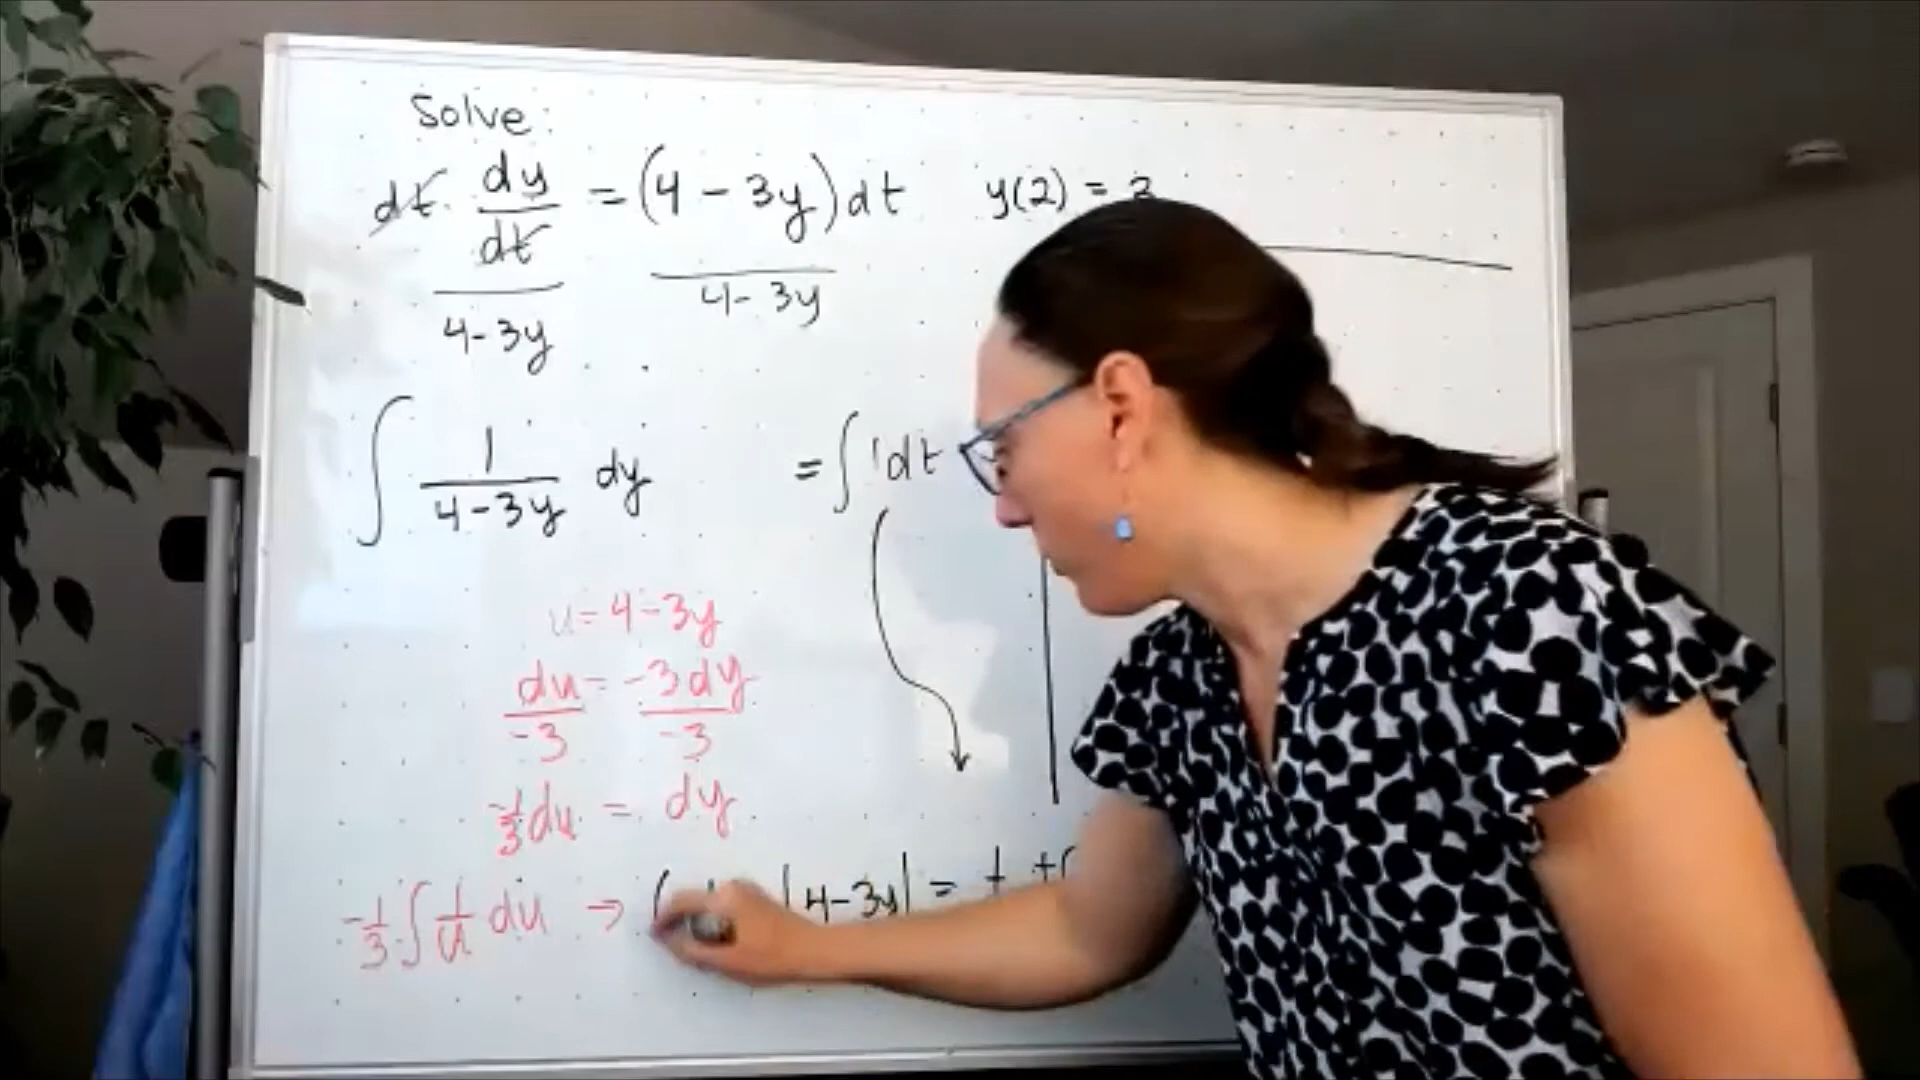 Solve:
dt · dy/dt = (4 - 3y) dt y(2) =
4-3y 4-3y
∫ 1/(4-3y) dy = ∫ 1 dt
u = 4-3y
du = -3dy
-3 -3
-1/3 du = dy
-1/3 ∫ 1/u du → |4-3y| = t +